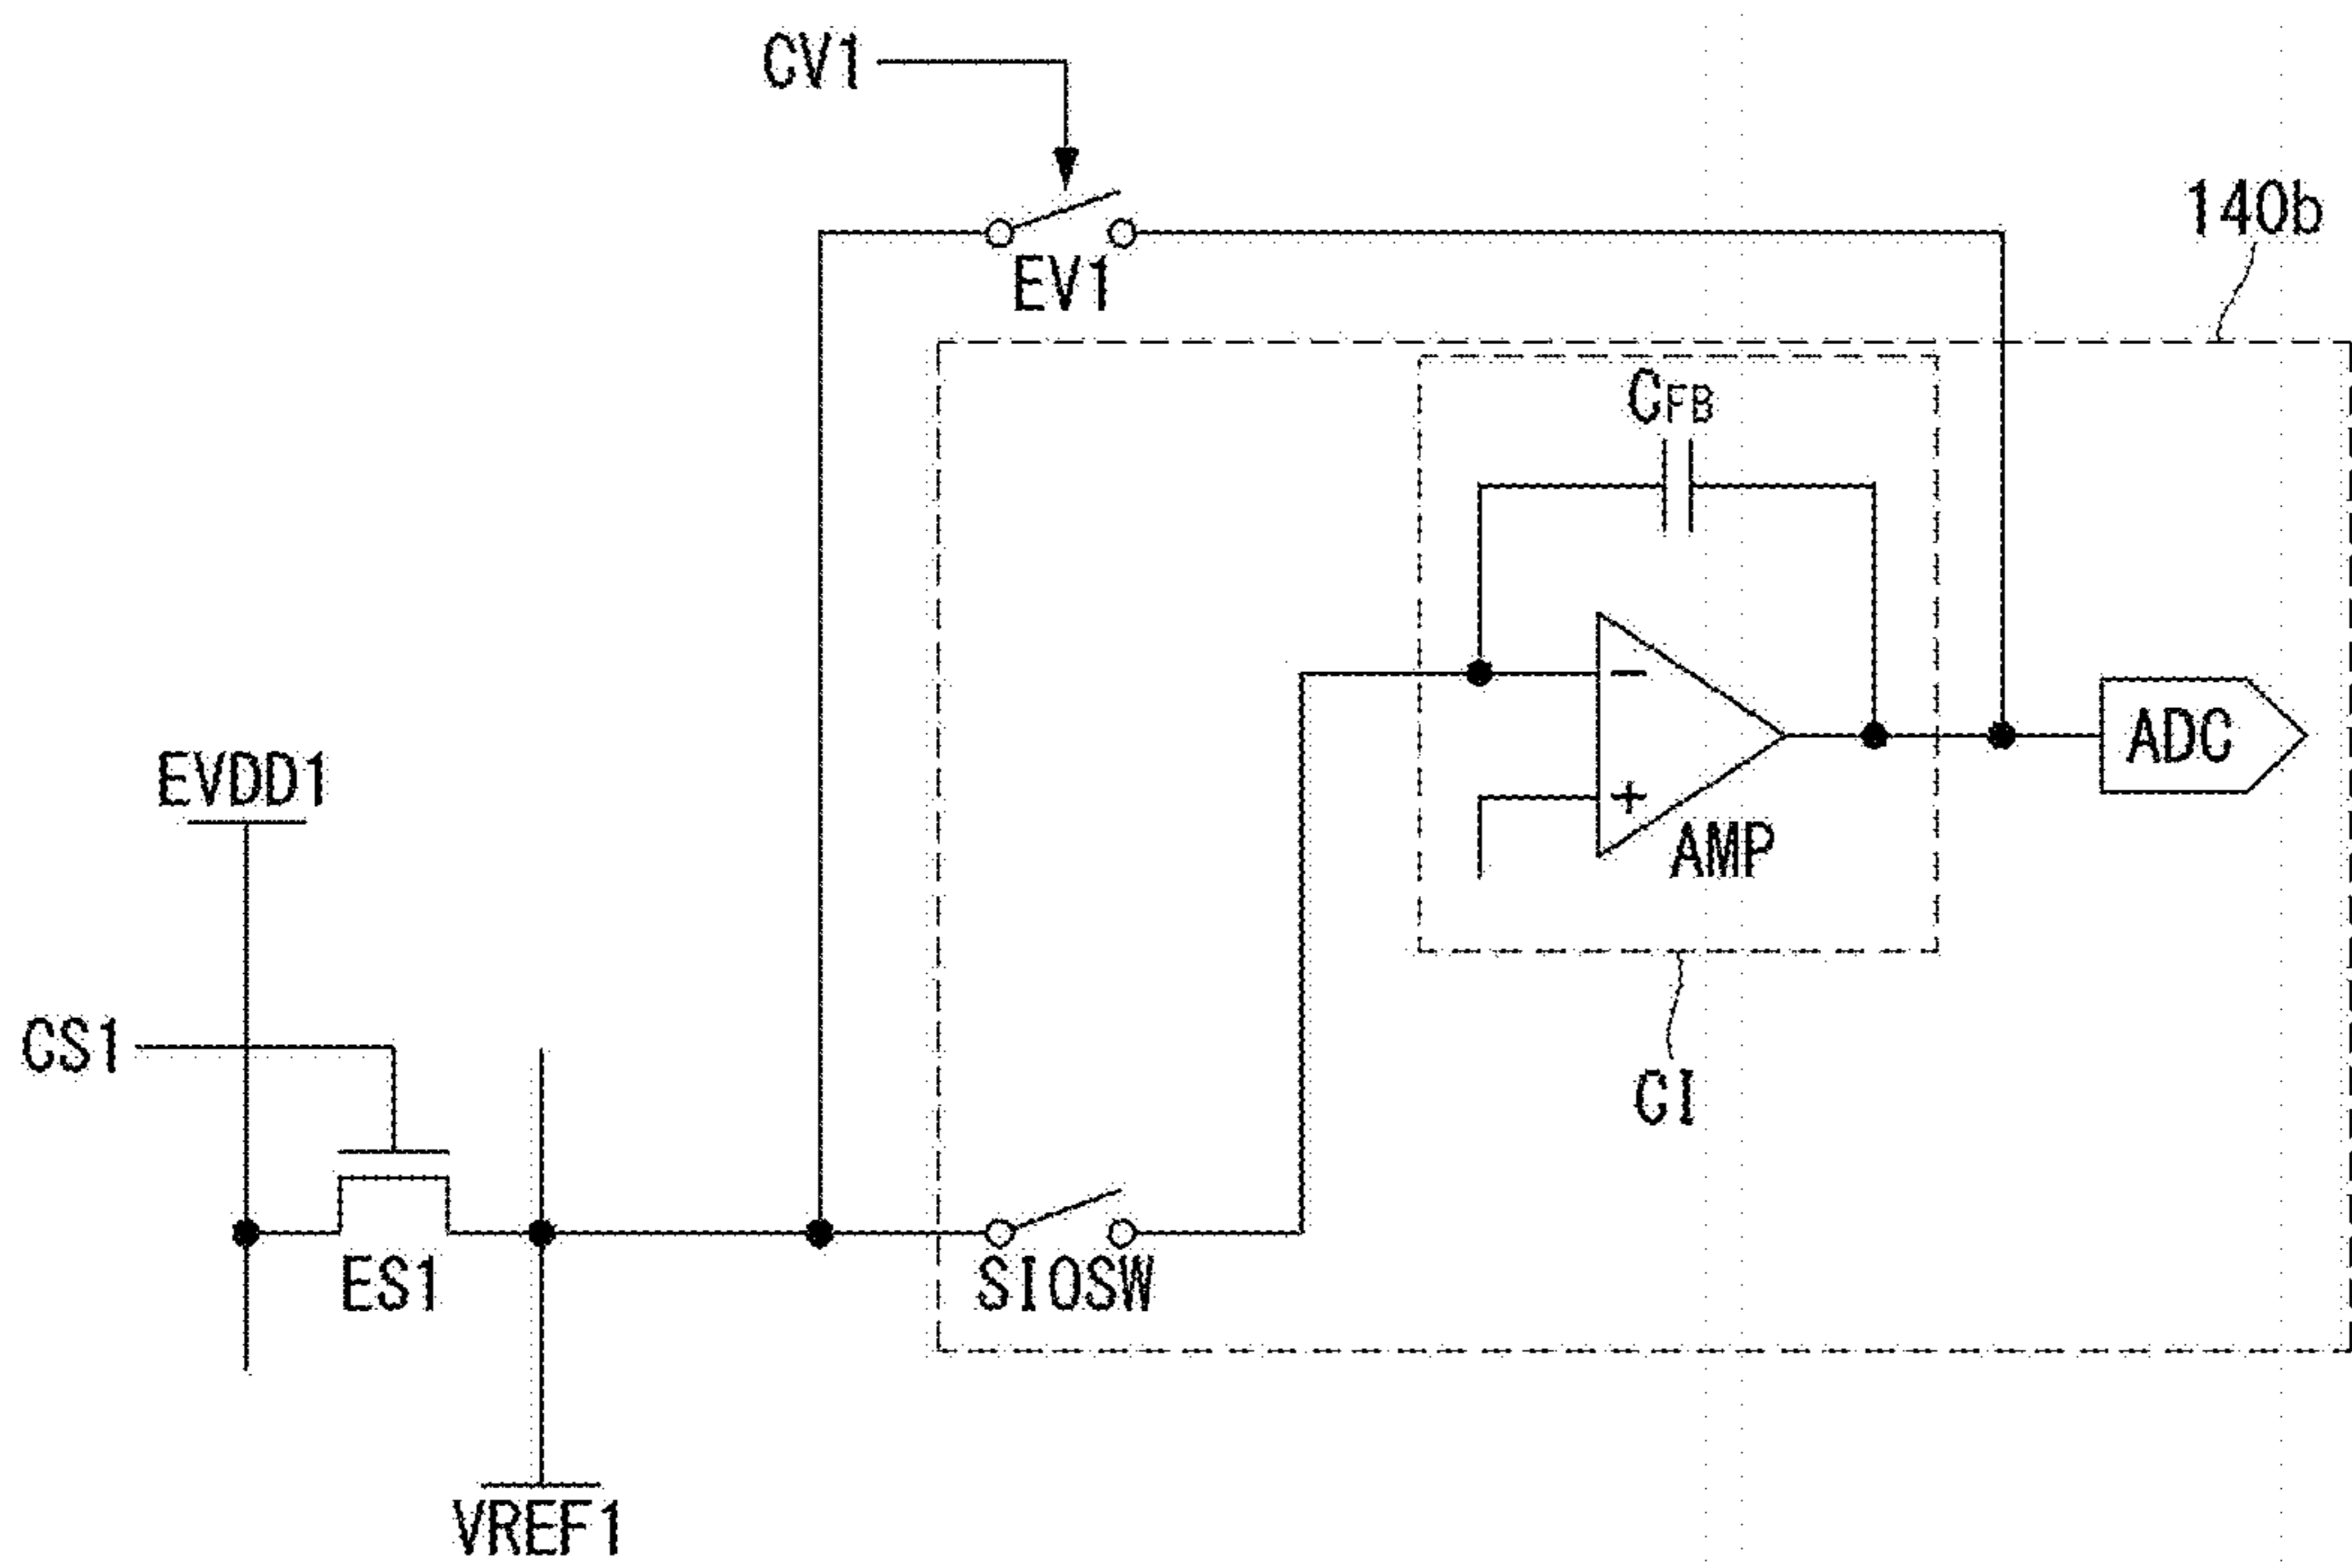 CV1
140b
EV1
CFB
−
EVDD1
ADC
+
AMP
CS1
CI
ES1
SIOSW
VREF1